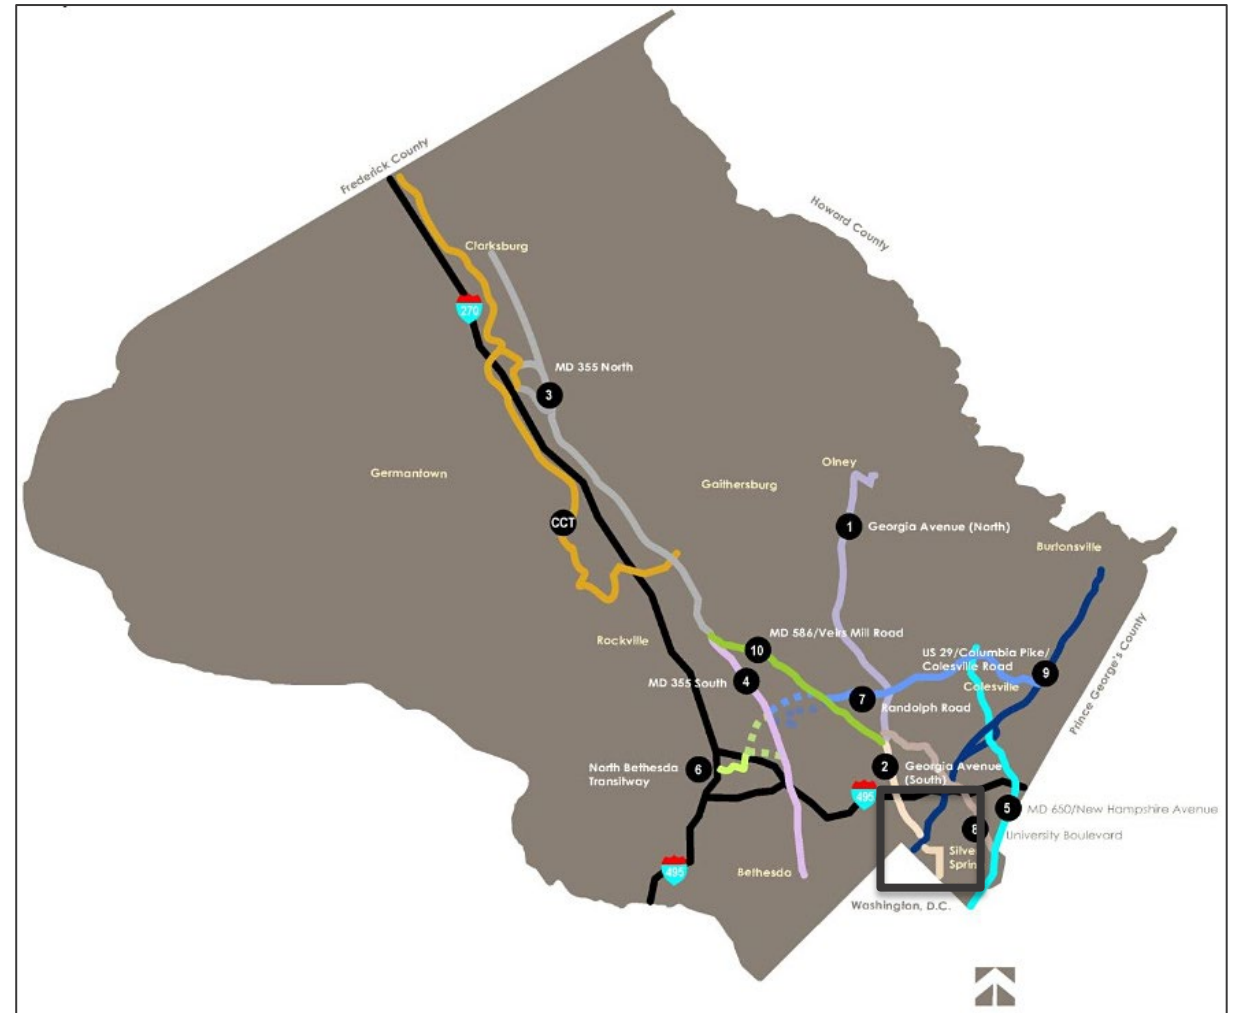 Frederick County
Howard County
Clarksburg
270
MD 355 North
3
Olney
Germantown
Gaithersburg
CCT
1
Georgia Avenue (North)
Burtonsville
Rockville
MD 586/Veirs Mill Road
10
US 29/Columbia Pike/
Colesville Road
9
Prince George's County
MD 355 South
4
Colesville
7
Randolph Road
North Bethesda
Transitway
6
2
Georgia Avenue
(South)
495
5
MD 650/New Hampshire Avenue
8
University Boulevard
Silve
Sprin
495
Bethesda
Washington, D.C.